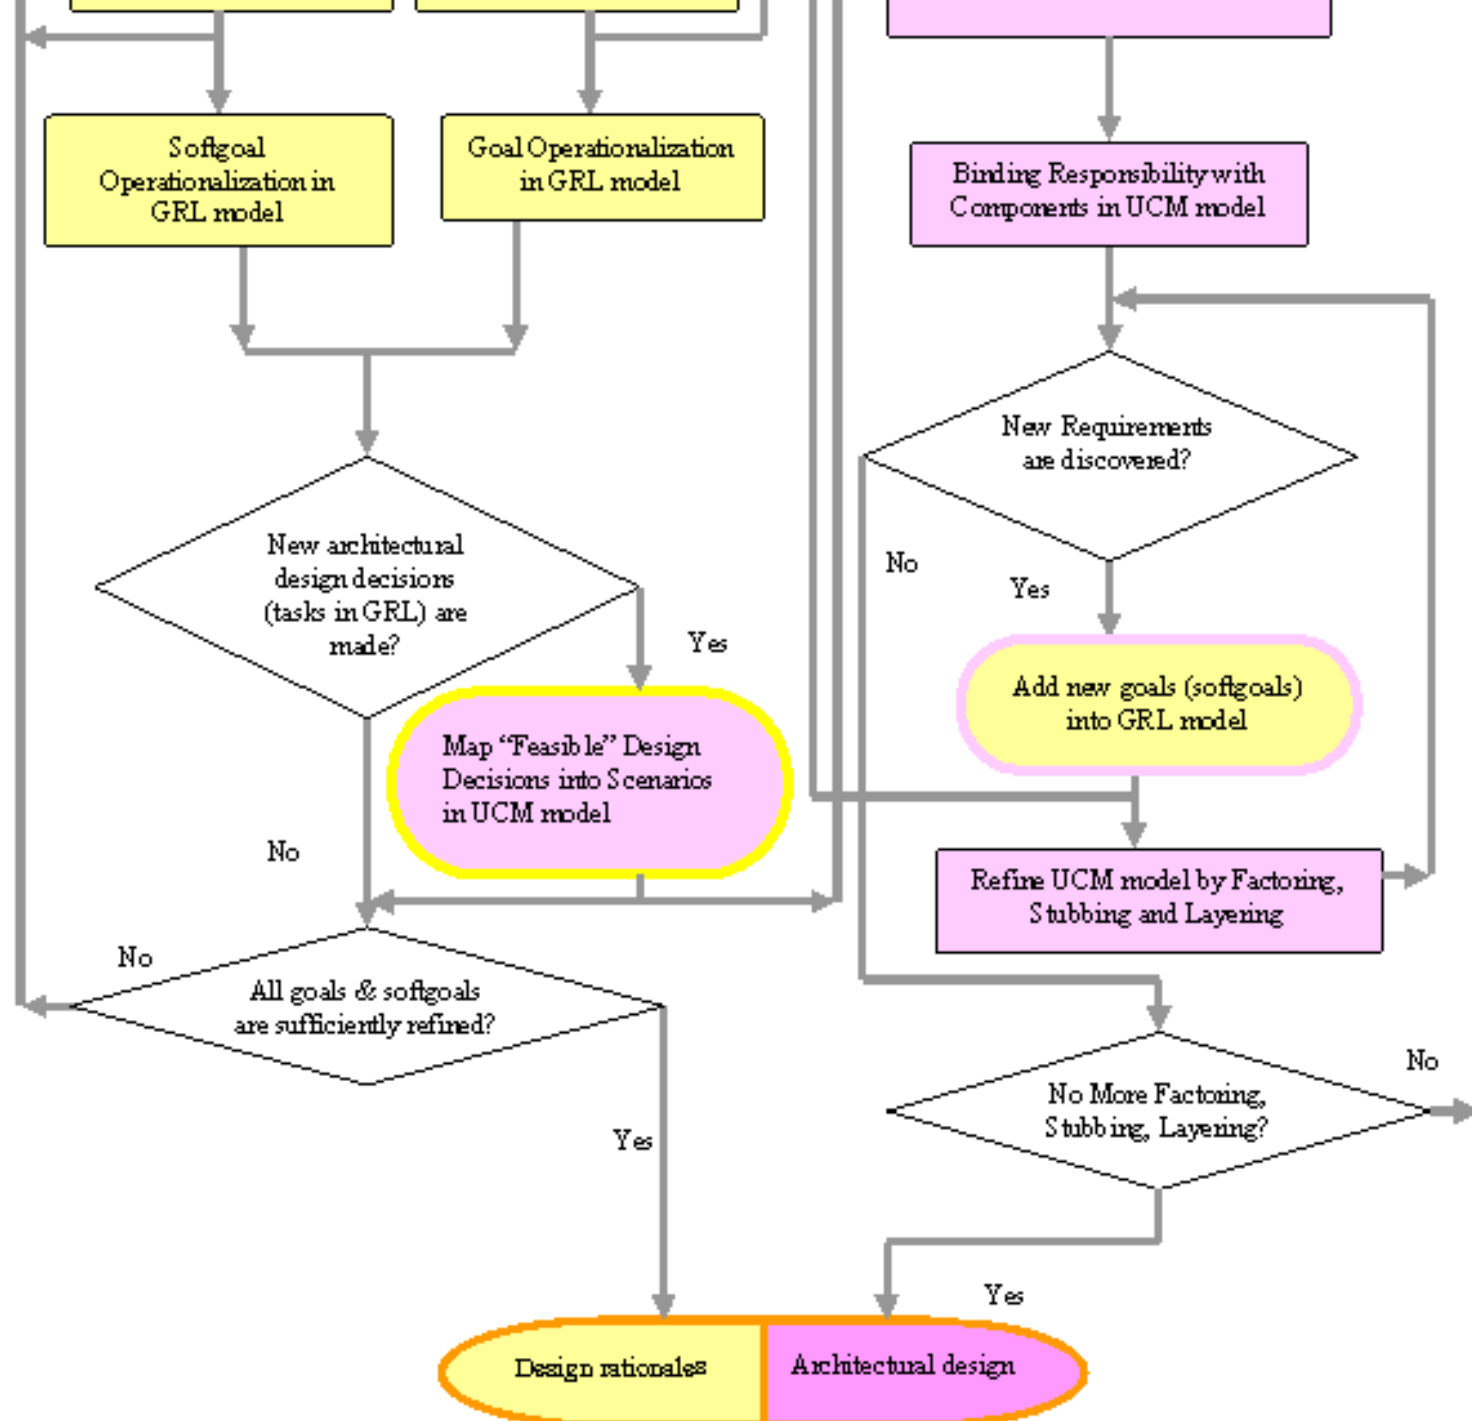 Softgoal
Operationalization in
GRL model
Goal Operationalization
in GRL model
Binding Responsibility with
Components in UCM model
New Requirements
are discovered?
No
Yes
New architectural
design decisions
(tasks in GRL) are
made?
Yes
Add new goals (softgoals)
into GRL model
Map “Feasible” Design
Decisions into Scenarios
in UCM model
No
Refine UCM model by Factoring,
Stubbing and Layering
No
All goals & softgoals
are sufficiently refined?
No
No More Factoring,
Stubbing, Layering?
Yes
Yes
Design rationales
Architectural design